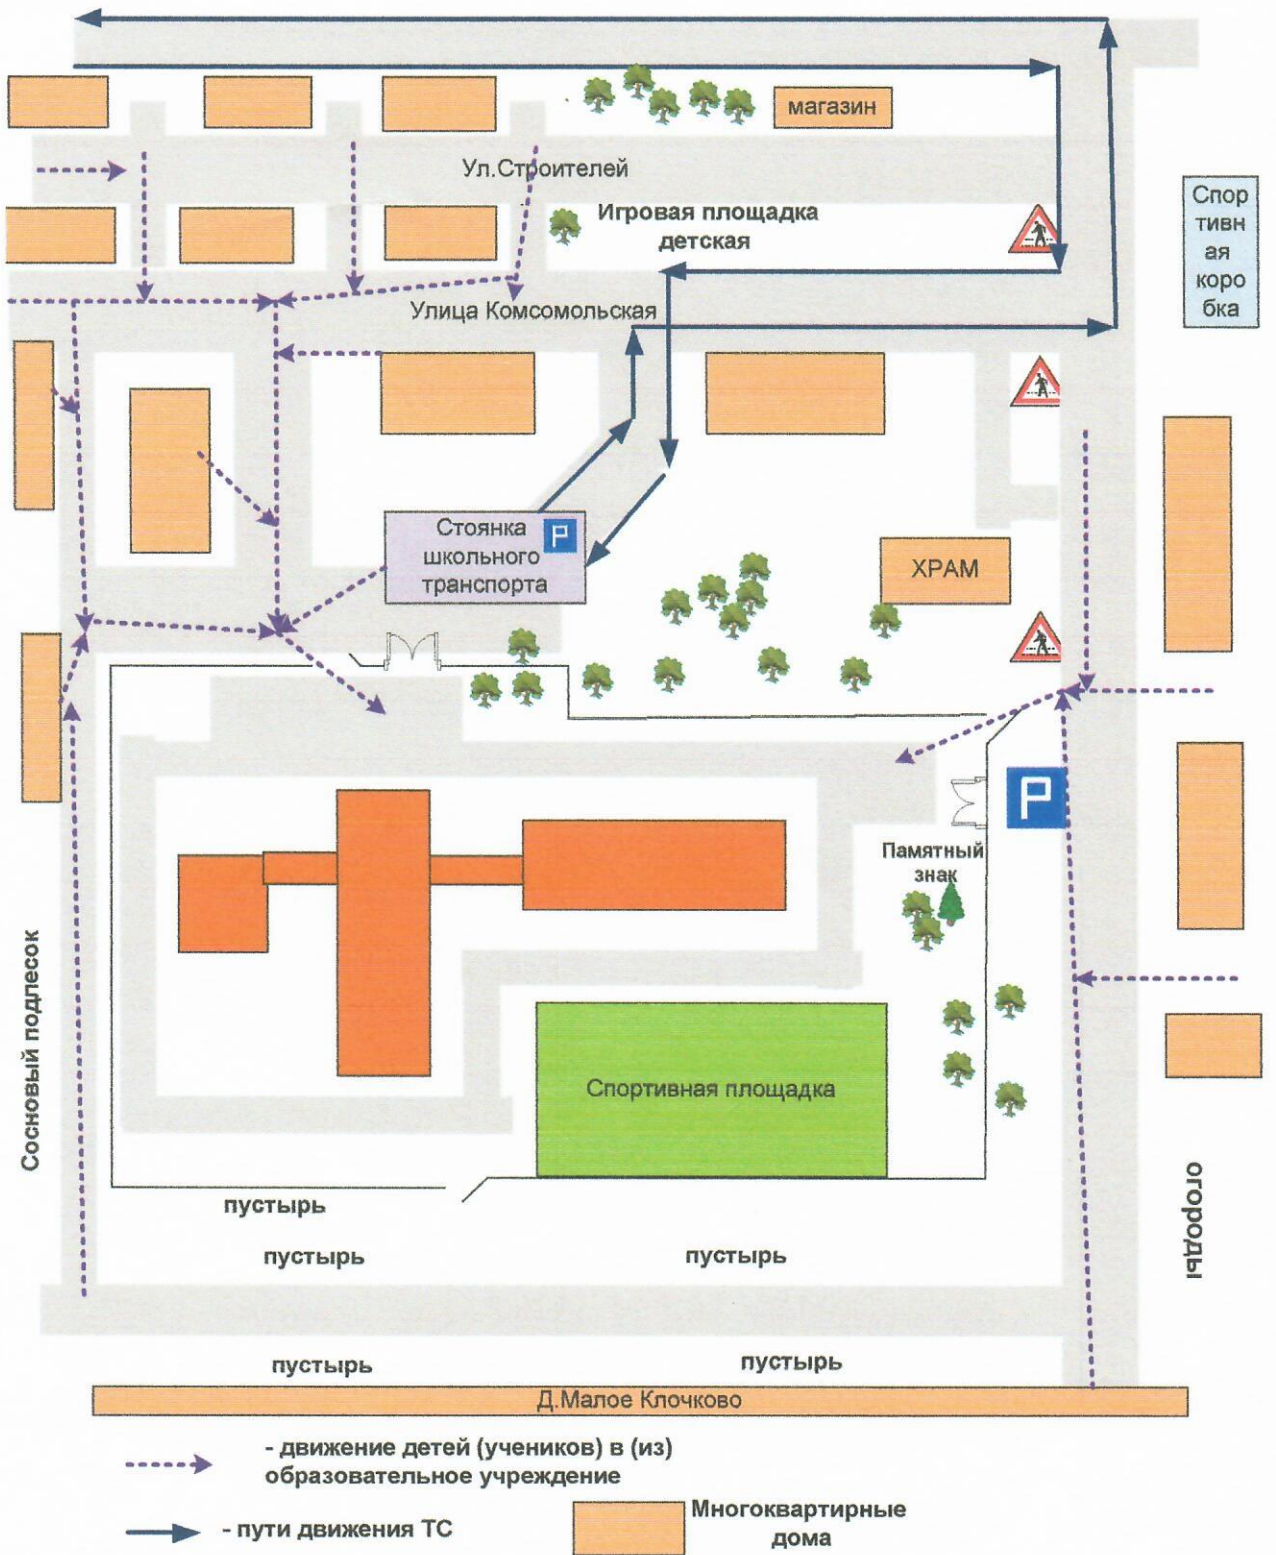 магазин
Ул.Строителей
Спор
тивн
ая
коро
бка
Игровая площадка
детская
Улица Комсомольская
Стоянка
школьного
транспорта
P
ХРАМ
P
Памятный
знак
Сосновый подлесок
Спортивная площадка
огороды
пустырь
пустырь
пустырь
пустырь
пустырь
Д.Малое Клочково
- движение детей (учеников) в (из)
образовательное учреждение
- пути движения ТС
Многоквартирные
дома